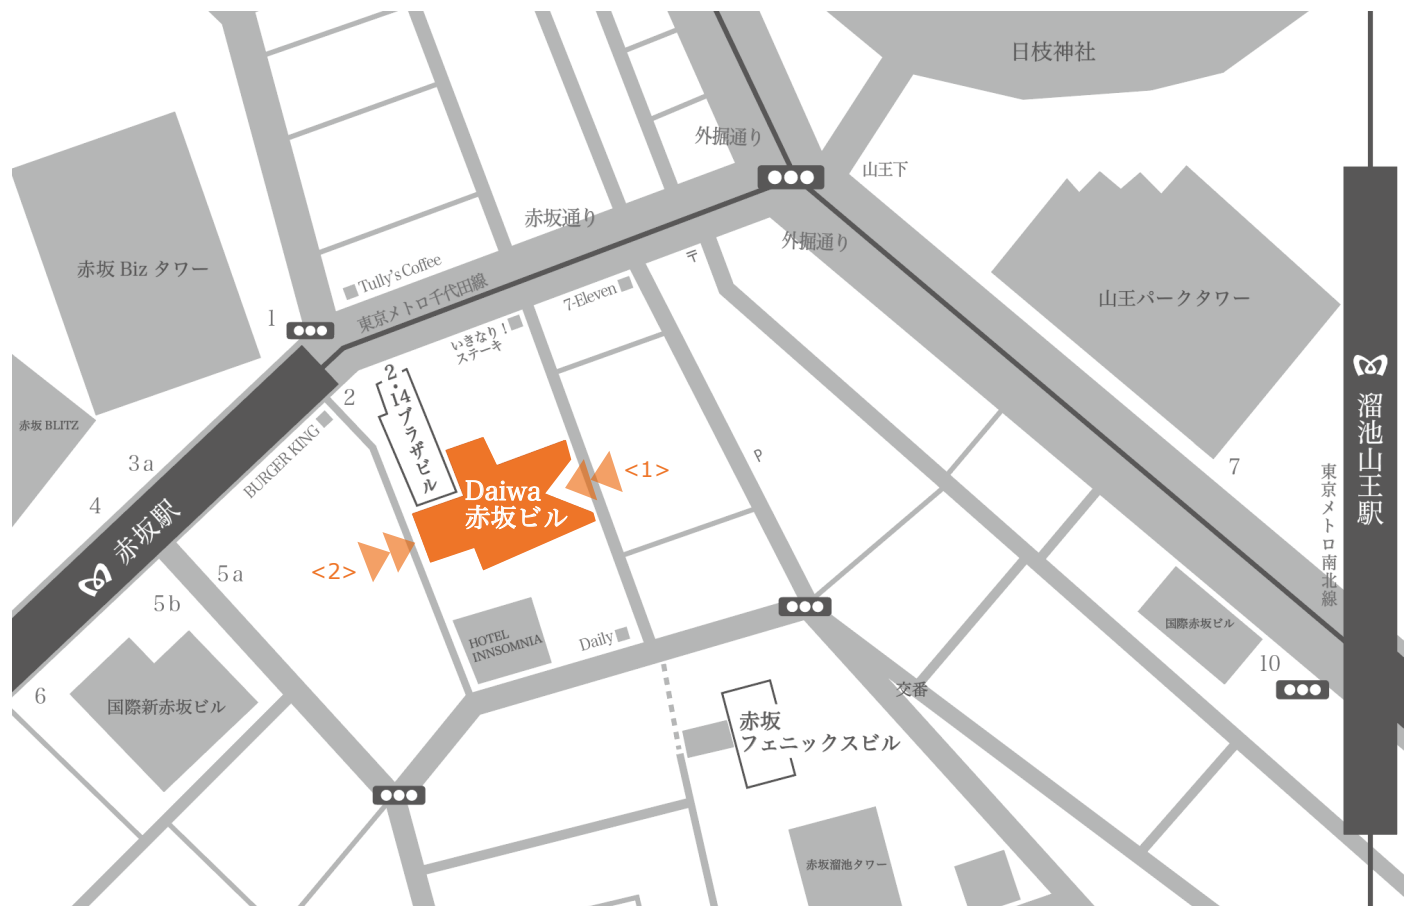 日枝神社
外掘通り
山王下
赤坂通り
外掘通り
〒
赤坂 Biz タワー
Tully's Coffee
東京メトロ千代田線
7-Eleven
山王パークタワー
1
いきなり！
ステーキ
2
2・14プラザビル
赤坂 BLITZ
BURGER KING
3a
4
赤坂駅
Daiwa
赤坂ビル
<1>
<2>
P
7
溜池山王駅
東京メトロ南北線
5a
5b
HOTEL
INNSOMNIA
Daily
国際赤坂ビル
10
6
国際新赤坂ビル
交番
赤坂
フェニックスビル
赤坂溜池タワー